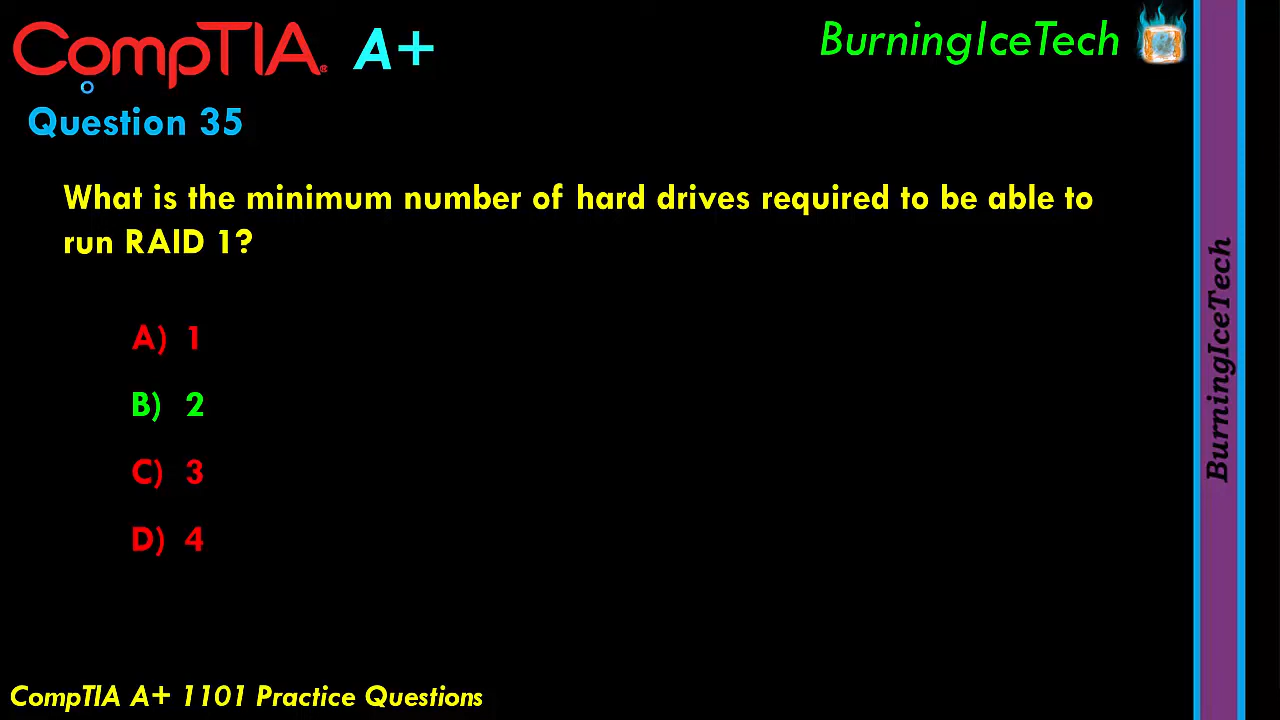 CompTIA® A+
BurningIceTech
Question 35
What is the minimum number of hard drives required to be able to
run RAID 1?
A) 1
B) 2
C) 3
D) 4
BurningIceTech
CompTIA A+ 1101 Practice Questions